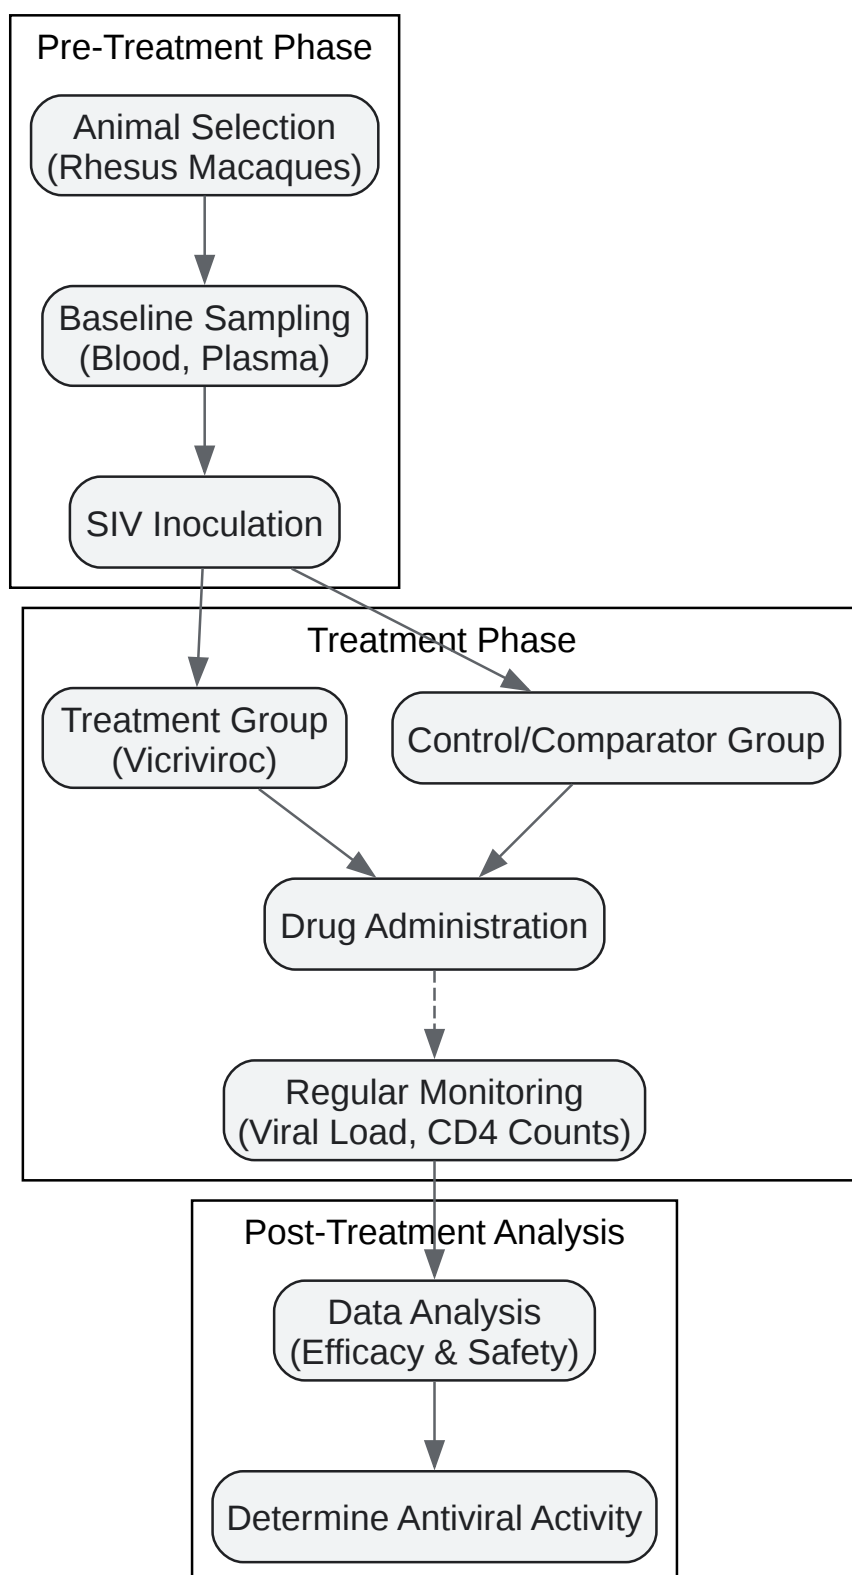 Pre-Treatment Phase
Animal Selection
(Rhesus Macaques)
Baseline Sampling
(Blood, Plasma)
SIV Inoculation
Treatment Phase
Treatment Group
(Vicriviroc)
Control/Comparator Group
Drug Administration
Regular Monitoring
(Viral Load, CD4 Counts)
Post-Treatment Analysis
Data Analysis
(Efficacy & Safety)
Determine Antiviral Activity